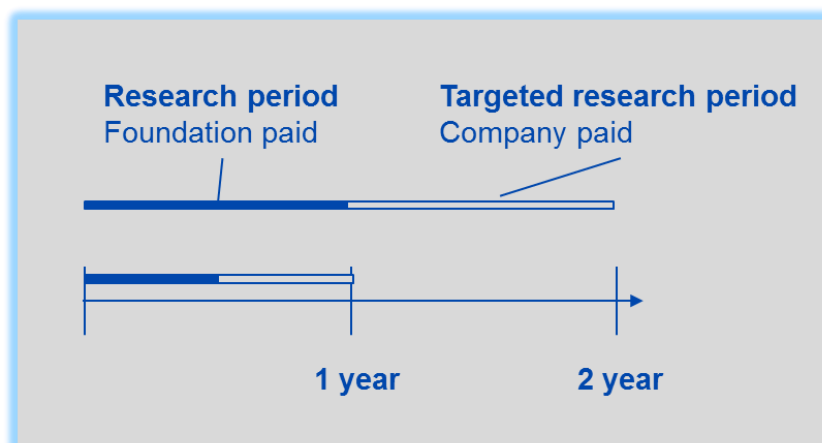 Research period
Foundation paid
Targeted research period
Company paid
1 year
2 year